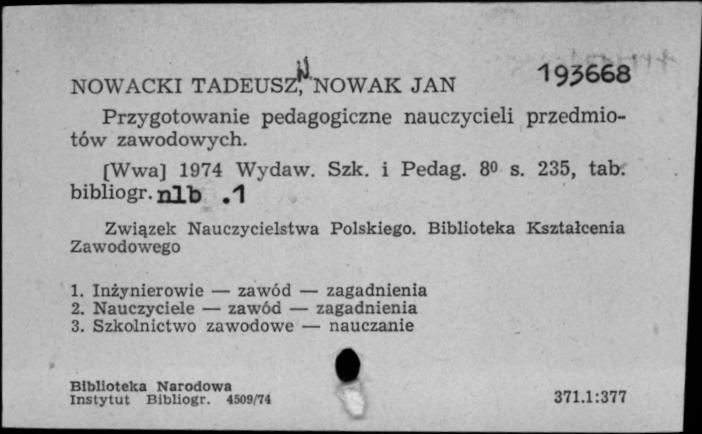 193668
NOWACKI TADEUSZ, N. NOWAK JAN
Przygotowanie pedagogiczne nauczycieli przedmio-
tów zawodowych.
[Wwa] 1974 Wydaw. Szk. i Pedag. 8⁰ s. 235, tab.
bibliogr. nlb .1
Związek Nauczycielstwa Polskiego. Biblioteka Kształcenia
Zawodowego
1. Inżynierowie — zawód — zagadnienia
2. Nauczyciele — zawód — zagadnienia
3. Szkolnictwo zawodowe — nauczanie
Biblioteka Narodowa
Instytut Bibliogr. 4509/74
371.1:377